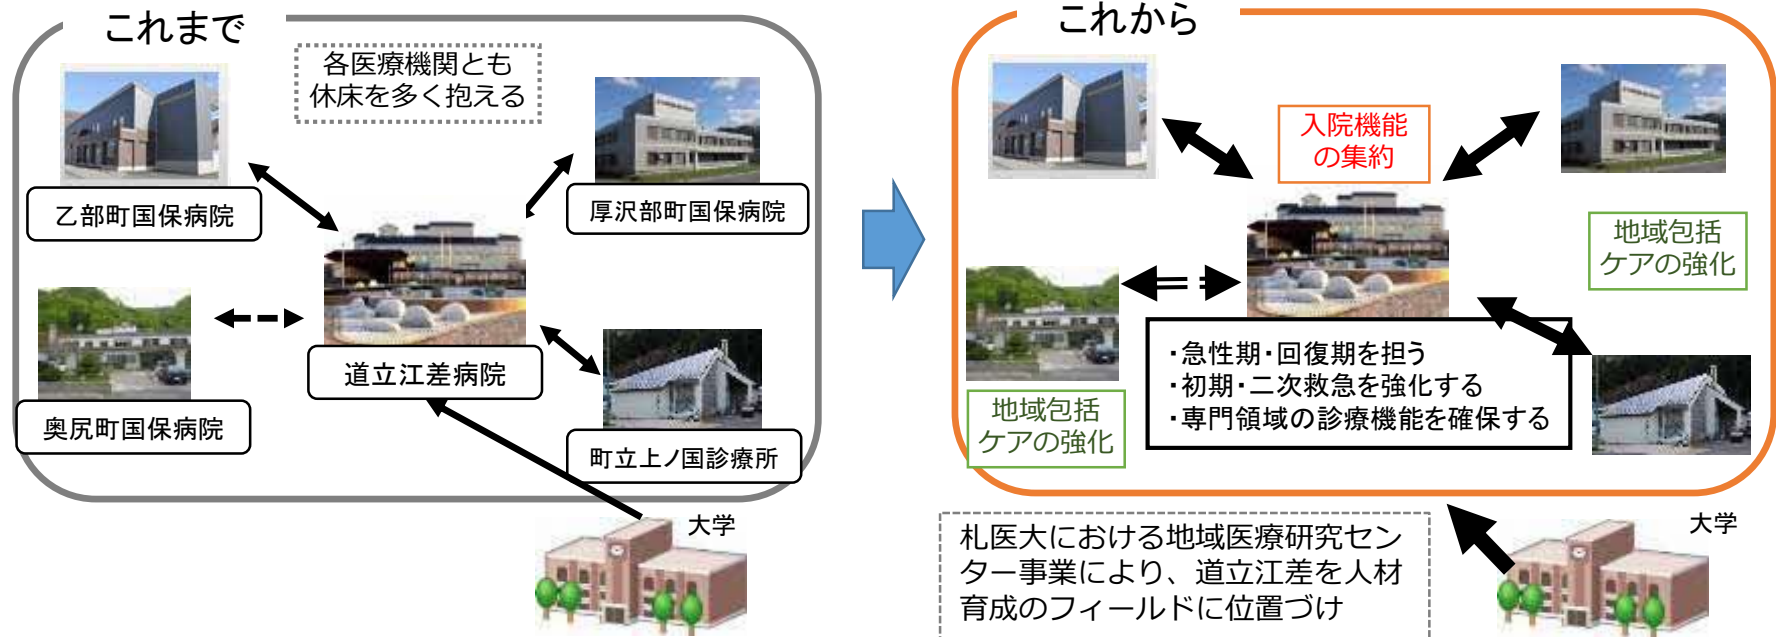 これまで
各医療機関とも
休床を多く抱える
乙部町国保病院
厚沢部町国保病院
道立江差病院
奥尻町国保病院
町立上ノ国診療所
大学
これから
入院機能
の集約
地域包括
ケアの強化
・急性期・回復期を担う
・初期・二次救急を強化する
・専門領域の診療機能を確保する
地域包括
ケアの強化
札医大における地域医療研究セン
ター事業により、道立江差を人材
育成のフィールドに位置づけ
大学